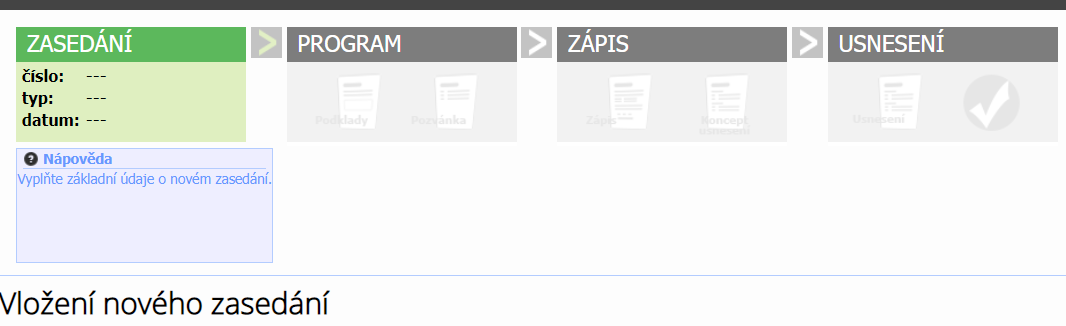 ZASEDÁNÍ
číslo: ---
typ: ---
datum: ---
PROGRAM
Podklady
Pozvánka
ZÁPIS
Zápis
Koncept
usnesení
USNESENÍ
Usnesení
Nápověda
Vyplňte základní údaje o novém zasedání.
Vložení nového zasedání